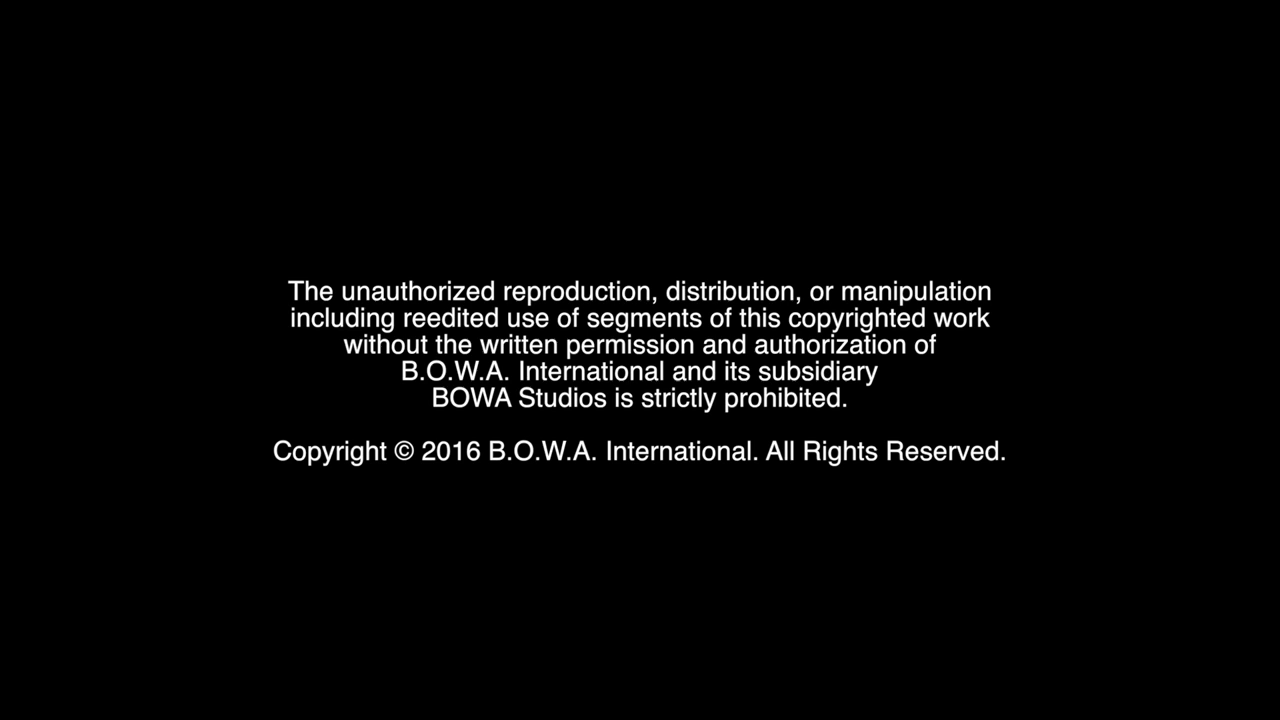 The unauthorized reproduction, distribution, or manipulation
including reedited use of segments of this copyrighted work
without the written permission and authorization of
B.O.W.A. International and its subsidiary
BOWA Studios is strictly prohibited.
Copyright © 2016 B.O.W.A. International. All Rights Reserved.